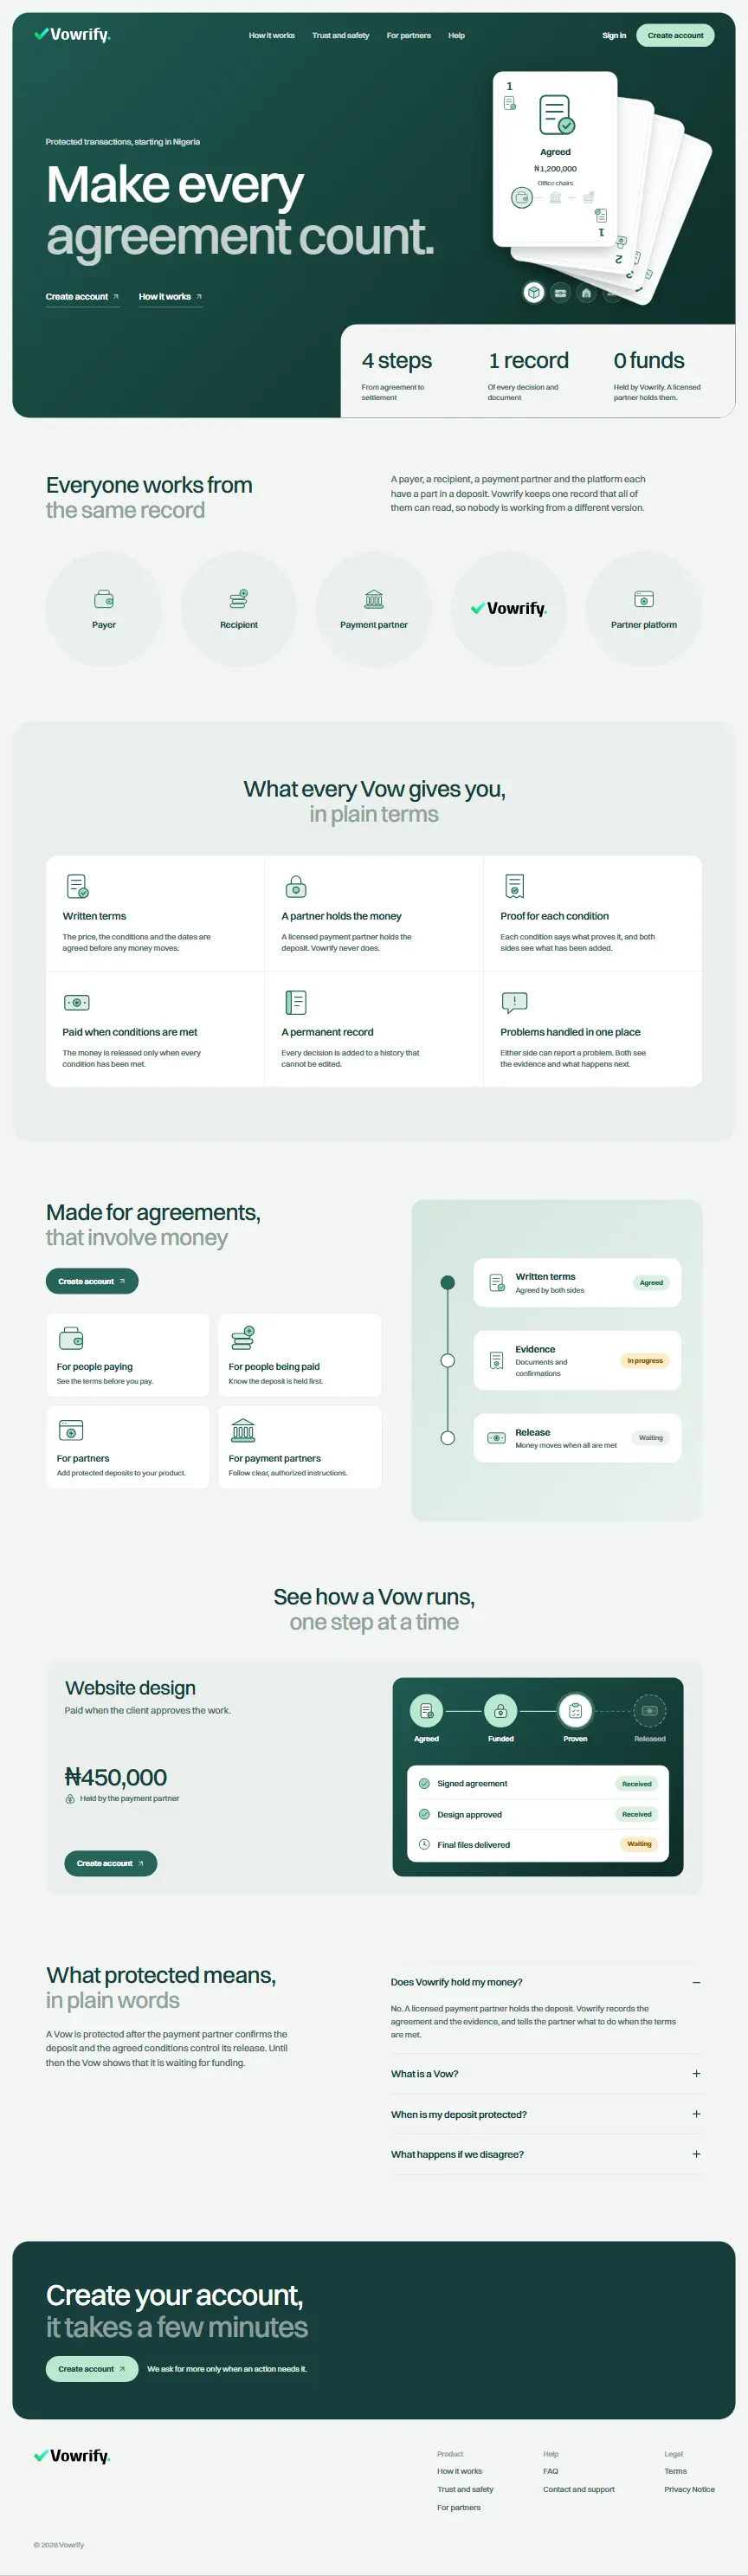 Vowrify.
How it works
Trust and safety
For partners
Help
Sign in
Create account
Protected transactions, starting in Nigeria
Make every
agreement count.
Create account
How it works
1
Agreed
₦1,200,000
Office chairs
1
2
4 steps
From agreement to
settlement
1 record
Of every decision and
document
0 funds
Held by Vowrify. A licensed
partner holds them.
Everyone works from
the same record
A payer, a recipient, a payment partner and the platform each
have a part in a deposit. Vowrify keeps one record that all of
them can read, so nobody is working from a different version.
Payer
Recipient
Payment partner
Vowrify.
Partner platform
What every Vow gives you,
in plain terms
Written terms
The price, the conditions and the dates are
agreed before any money moves.
A partner holds the money
A licensed payment partner holds the
deposit. Vowrify never does.
Proof for each condition
Each condition says what proves it, and both
sides see what has been added.
Paid when conditions are met
The money is released only when every
condition has been met.
A permanent record
Every decision is added to a history that
cannot be edited.
Problems handled in one place
Either side can report a problem. Both see
the evidence and what happens next.
Made for agreements,
that involve money
Create account
For people paying
See the terms before you pay.
For people being paid
Know the deposit is held first.
For partners
Add protected deposits to your product.
For payment partners
Follow clear, authorized instructions.
Written terms
Agreed by both sides
Agreed
Evidence
Documents and
confirmations
In progress
Release
Money moves when all are met
Waiting
See how a Vow runs,
one step at a time
Website design
Paid when the client approves the work.
₦450,000
Held by the payment partner
Create account
Agreed
Funded
Proven
Released
Signed agreement
Received
Design approved
Received
Final files delivered
Waiting
What protected means,
in plain words
A Vow is protected after the payment partner confirms the
deposit and the agreed conditions control its release. Until
then the Vow shows that it is waiting for funding.
Does Vowrify hold my money?
No. A licensed payment partner holds the deposit. Vowrify records the
agreement and the evidence, and tells the partner what to do when the terms
are met.
What is a Vow?
When is my deposit protected?
What happens if we disagree?
Create your account,
it takes a few minutes
Create account
We ask for more only when an action needs it.
Vowrify.
Product
How it works
Trust and safety
For partners
Help
FAQ
Contact and support
Legal
Terms
Privacy Notice
© 2026 Vowrify